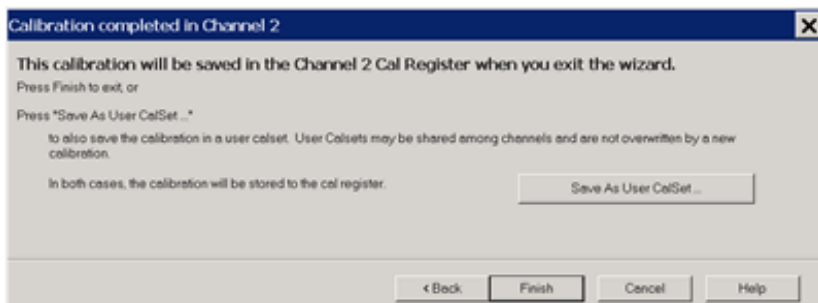 Calibration completed in Channel 2
X
This calibration will be saved in the Channel 2 Cal Register when you exit the wizard.
Press Finish to exit, or
Press "Save As User CalSet..."
to also save the calibration in a user calset. User Calsets may be shared among channels and are not overwritten by a new
calibration.
In both cases, the calibration will be stored to the cal register.
Save As User CalSet...
< Back
Finish
Cancel
Help